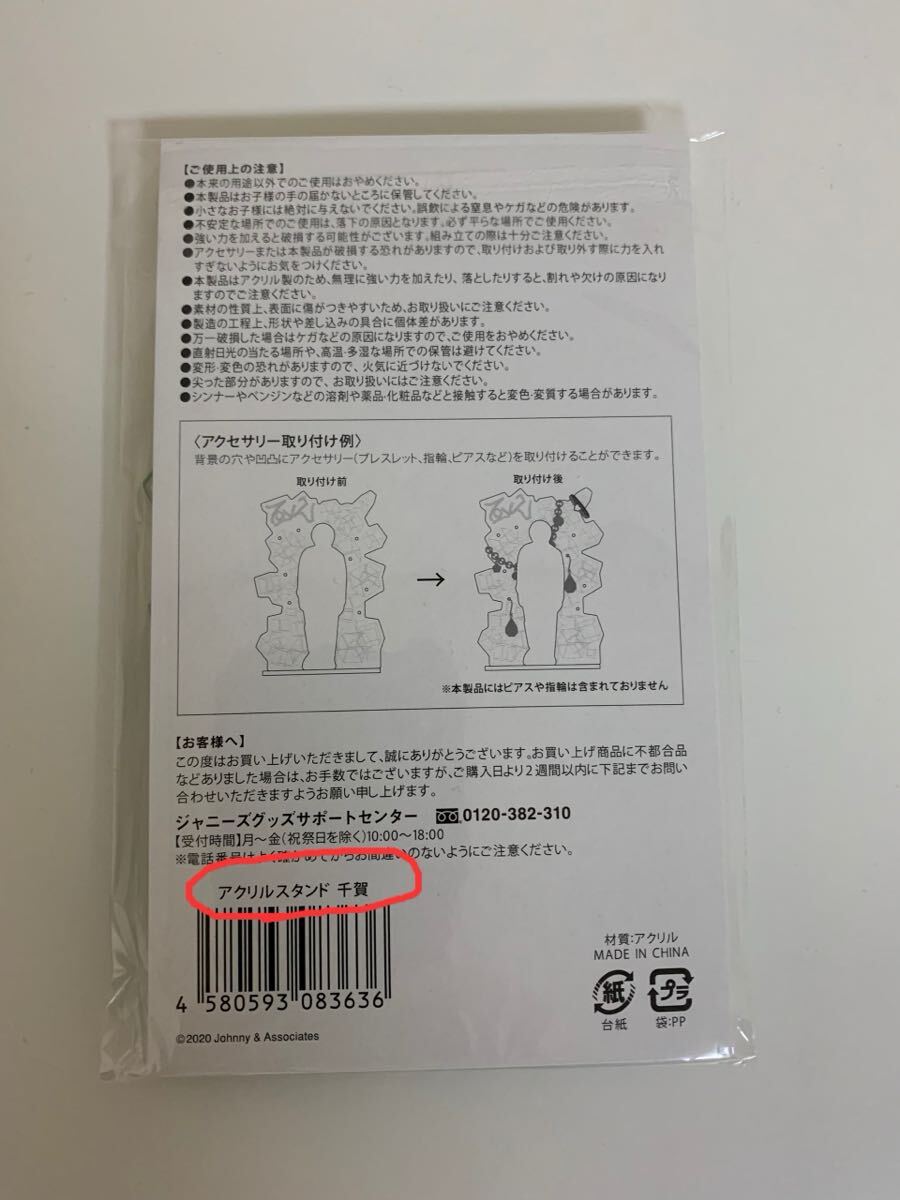 【ご使用上の注意】
●本来の用途以外でのご使用はおやめください。
●本製品はお子様の手の届かないところに保管してください。
●小さなお子様には絶対に与えないでください。誤飲による窒息やケガなどの危険があります。
●不安定な場所でのご使用は、落下の原因となります。必ず平らな場所でご使用ください。
●強い力を加えると破損する可能性がございます。組み立ての際は十分ご注意ください。
●アクセサリーまたは本製品が破損する恐れがありますので、取り付けおよび取り外す際に力を入れ
すぎないようにお気をつけください。
●本製品はアクリル製のため、無理に強い力を加えたり、落としたりすると、割れや欠けの原因になり
ますのでご注意ください。
●素材の性質上、表面に傷がつきやすいため、お取り扱いにご注意ください。
●製造の工程上、形状や差し込みの具合に個体差があります。
●万一破損した場合はケガなどの原因になりますので、ご使用をおやめください。
●直射日光の当たる場所や、高温・多湿な場所での保管は避けてください。
●変形・変色の恐れがありますので、火気に近づけないでください。
●尖った部分がありますので、お取り扱いにはご注意ください。
●シンナーやベンジンなどの溶剤や薬品・化粧品などと接触すると変色・変質する場合があります。
〈アクセサリー取り付け例〉
背景の穴や凹凸にアクセサリー(ブレスレット、指輪、ピアスなど)を取り付けることができます。
取り付け前
取り付け後
→
※本製品にはピアスや指輪は含まれておりません
【お客様へ】
この度はお買い上げいただきまして、誠にありがとうございます。お買い上げ商品に不都合品
などありました場合は、お手数ではございますが、ご購入日より2週間以内に下記までお問い
合わせいただきますようお願い申し上げます。
ジャニーズグッズサポートセンター 0120-382-310
【受付時間】月～金(祝祭日を除く)10:00～18:00
※電話番号はよく確かめてからお間違いのないようにご注意ください。
アクリルスタンド 千賀
4 580593 083636
©2020 Johnny & Associates
材質:アクリル
MADE IN CHINA
紙 プラ
台紙 袋:PP